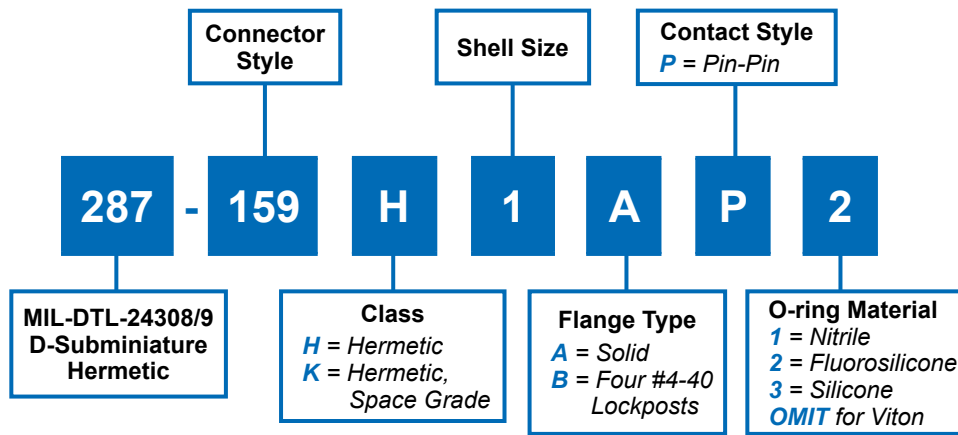 Connector
Style
Shell Size
Contact Style
P = Pin-Pin
287 - 159 H 1 A P 2
MIL-DTL-24308/9
D-Subminiature
Hermetic
Class
H = Hermetic
K = Hermetic,
Space Grade
Flange Type
A = Solid
B = Four #4-40
Lockposts
O-ring Material
1 = Nitrile
2 = Fluorosilicone
3 = Silicone
OMIT for Viton